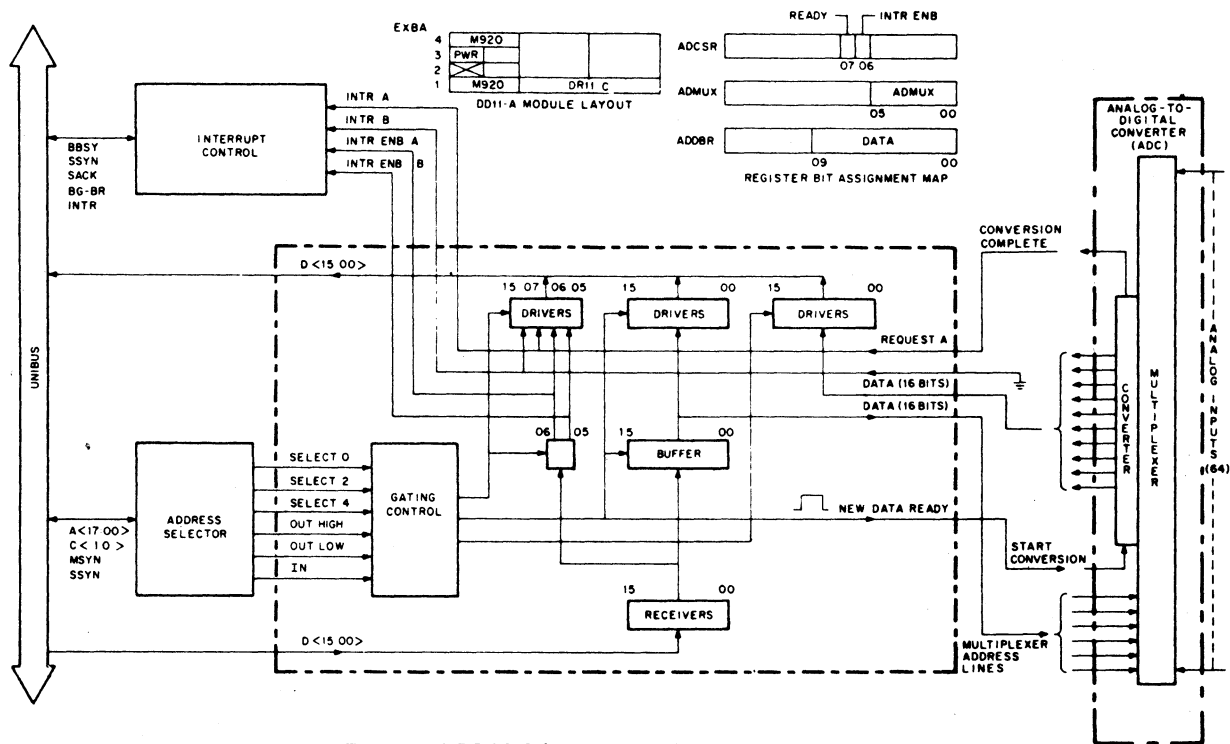 EXBA
4 M920
3 PWR
2
1 M920 DR11 C
DD11-A MODULE LAYOUT
READY
INTR ENB
ADCSR
07 06
ADMUX ADMUX
05 00
ADDBR DATA
09 00
REGISTER BIT ASSIGNMENT MAP
UNIBUS
INTERRUPT
CONTROL
BBSY
SSYN
SACK
BG-BR
INTR
INTR A
INTR B
INTR ENB A
INTR ENB B
ANALOG-TO-
DIGITAL
CONVERTER
(ADC)
CONVERSION
COMPLETE
D <15 00>
15 07 06 05
DRIVERS
15 00
DRIVERS
15 00
DRIVERS
REQUEST A
DATA (16 BITS)
DATA (16 BITS)
06 05
15 00
BUFFER
CONVERTER
MULTIPLEXER
ANALOG INPUTS
(64)
ADDRESS
SELECTOR
A<17 00>
C< 1 0 >
MSYN
SSYN
SELECT 0
SELECT 2
SELECT 4
OUT HIGH
OUT LOW
IN
GATING
CONTROL
NEW DATA READY
START
CONVERSION
15 00
RECEIVERS
D <15 00>
MULTIPLEXER
ADDRESS
LINES